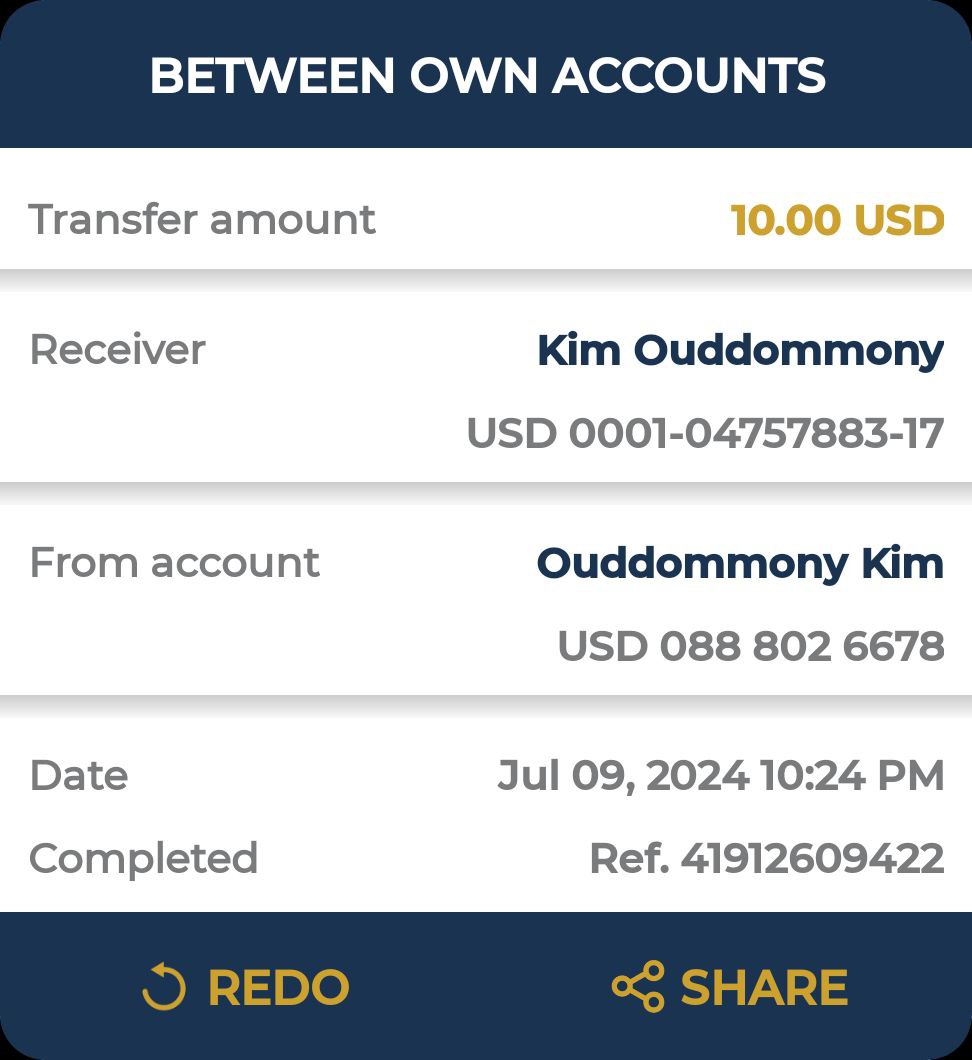 BETWEEN OWN ACCOUNTS
Transfer amount 10.00 USD
Receiver Kim Ouddommony
USD 0001-04757883-17
From account Ouddommony Kim
USD 088 802 6678
Date Jul 09, 2024 10:24 PM
Completed Ref. 41912609422
REDO SHARE